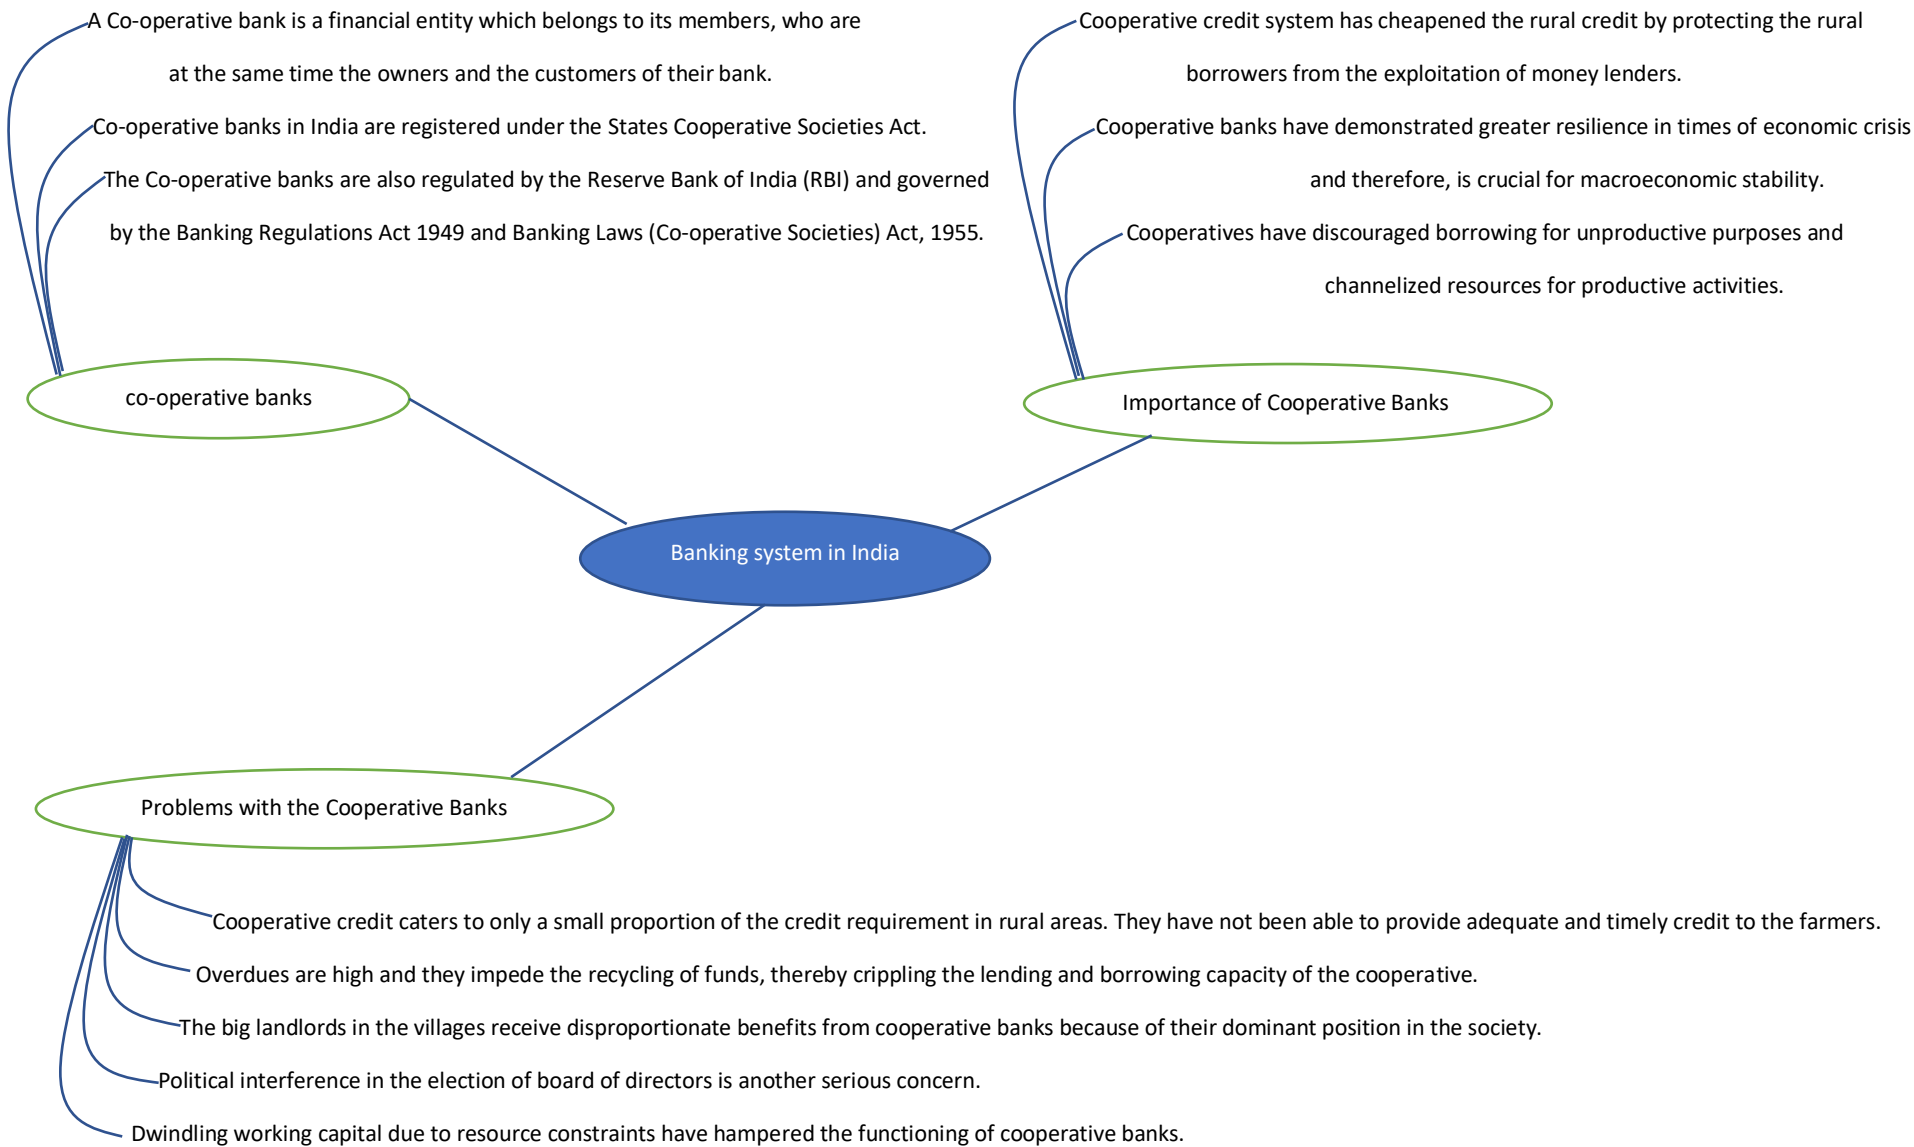 A Co-operative bank is a financial entity which belongs to its members, who are
at the same time the owners and the customers of their bank.
Co-operative banks in India are registered under the States Cooperative Societies Act.
The Co-operative banks are also regulated by the Reserve Bank of India (RBI) and governed
by the Banking Regulations Act 1949 and Banking Laws (Co-operative Societies) Act, 1955.
co-operative banks
Cooperative credit system has cheapened the rural credit by protecting the rural
borrowers from the exploitation of money lenders.
Cooperative banks have demonstrated greater resilience in times of economic crisis
and therefore, is crucial for macroeconomic stability.
Cooperatives have discouraged borrowing for unproductive purposes and
channelized resources for productive activities.
Importance of Cooperative Banks
Banking system in India
Problems with the Cooperative Banks
Cooperative credit caters to only a small proportion of the credit requirement in rural areas. They have not been able to provide adequate and timely credit to the farmers.
Overdues are high and they impede the recycling of funds, thereby crippling the lending and borrowing capacity of the cooperative.
The big landlords in the villages receive disproportionate benefits from cooperative banks because of their dominant position in the society.
Political interference in the election of board of directors is another serious concern.
Dwindling working capital due to resource constraints have hampered the functioning of cooperative banks.